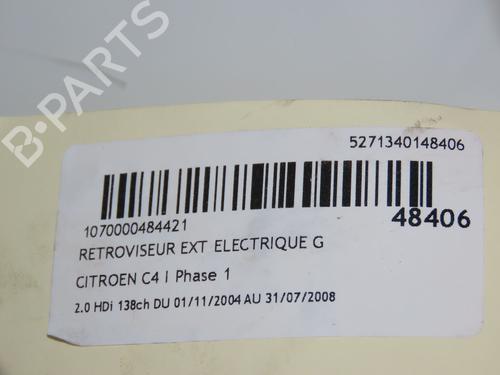 B-PARTS
5271340148406
1070000484421
48406
RETROVISEUR EXT ELECTRIQUE G
CITROEN C4 I Phase 1
2.0 HDi 138ch DU 01/11/2004 AU 31/07/2008